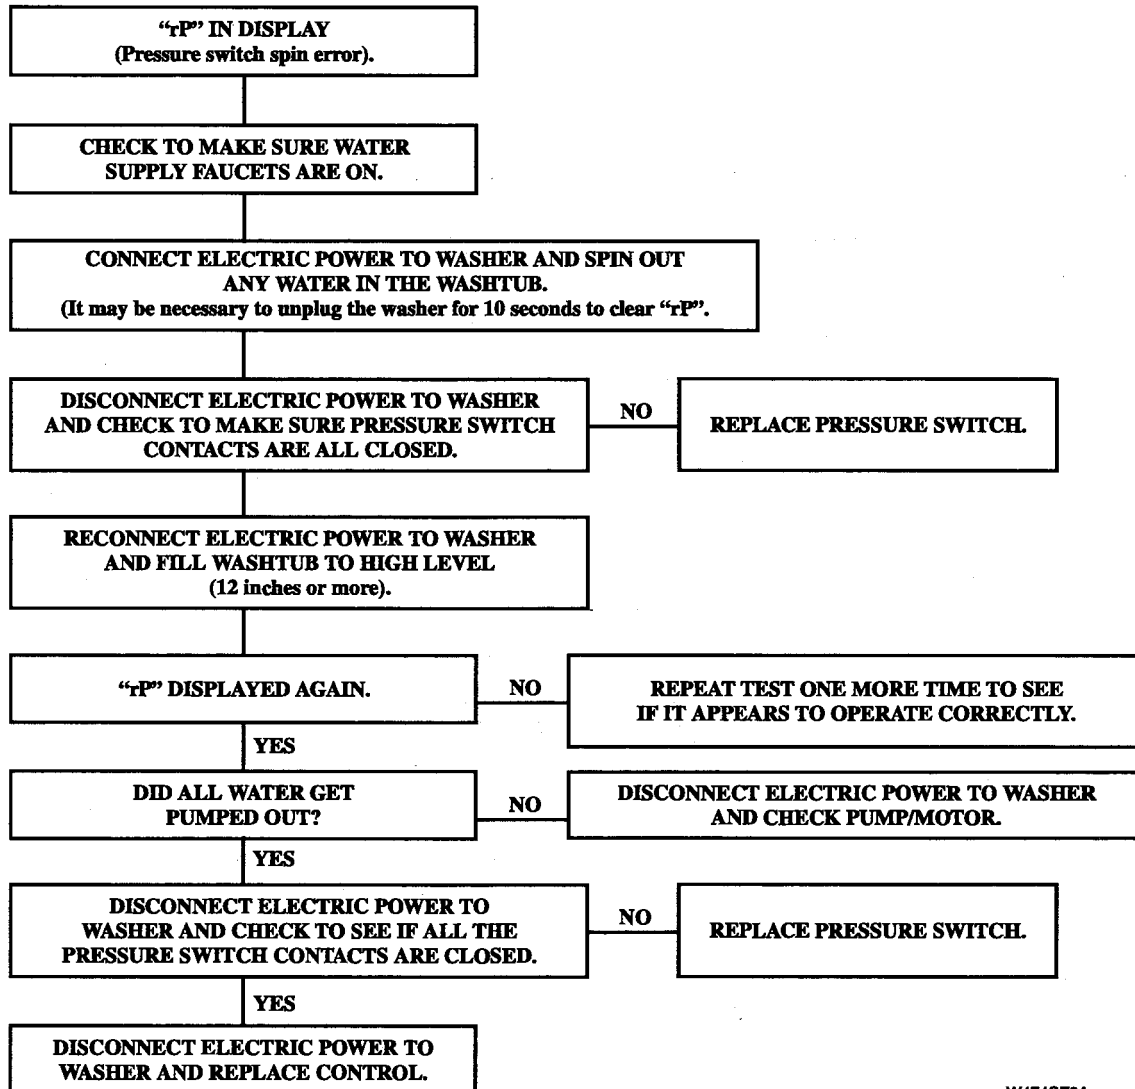 “rP” IN DISPLAY
(Pressure switch spin error).
CHECK TO MAKE SURE WATER
SUPPLY FAUCETS ARE ON.
CONNECT ELECTRIC POWER TO WASHER AND SPIN OUT
ANY WATER IN THE WASHTUB.
(It may be necessary to unplug the washer for 10 seconds to clear “rP”.
DISCONNECT ELECTRIC POWER TO WASHER
AND CHECK TO MAKE SURE PRESSURE SWITCH
CONTACTS ARE ALL CLOSED.
NO
REPLACE PRESSURE SWITCH.
RECONNECT ELECTRIC POWER TO WASHER
AND FILL WASHTUB TO HIGH LEVEL
(12 inches or more).
“rP” DISPLAYED AGAIN.
NO
REPEAT TEST ONE MORE TIME TO SEE
IF IT APPEARS TO OPERATE CORRECTLY.
YES
DID ALL WATER GET
PUMPED OUT?
NO
DISCONNECT ELECTRIC POWER TO WASHER
AND CHECK PUMP/MOTOR.
YES
DISCONNECT ELECTRIC POWER TO
WASHER AND CHECK TO SEE IF ALL THE
PRESSURE SWITCH CONTACTS ARE CLOSED.
NO
REPLACE PRESSURE SWITCH.
YES
DISCONNECT ELECTRIC POWER TO
WASHER AND REPLACE CONTROL.